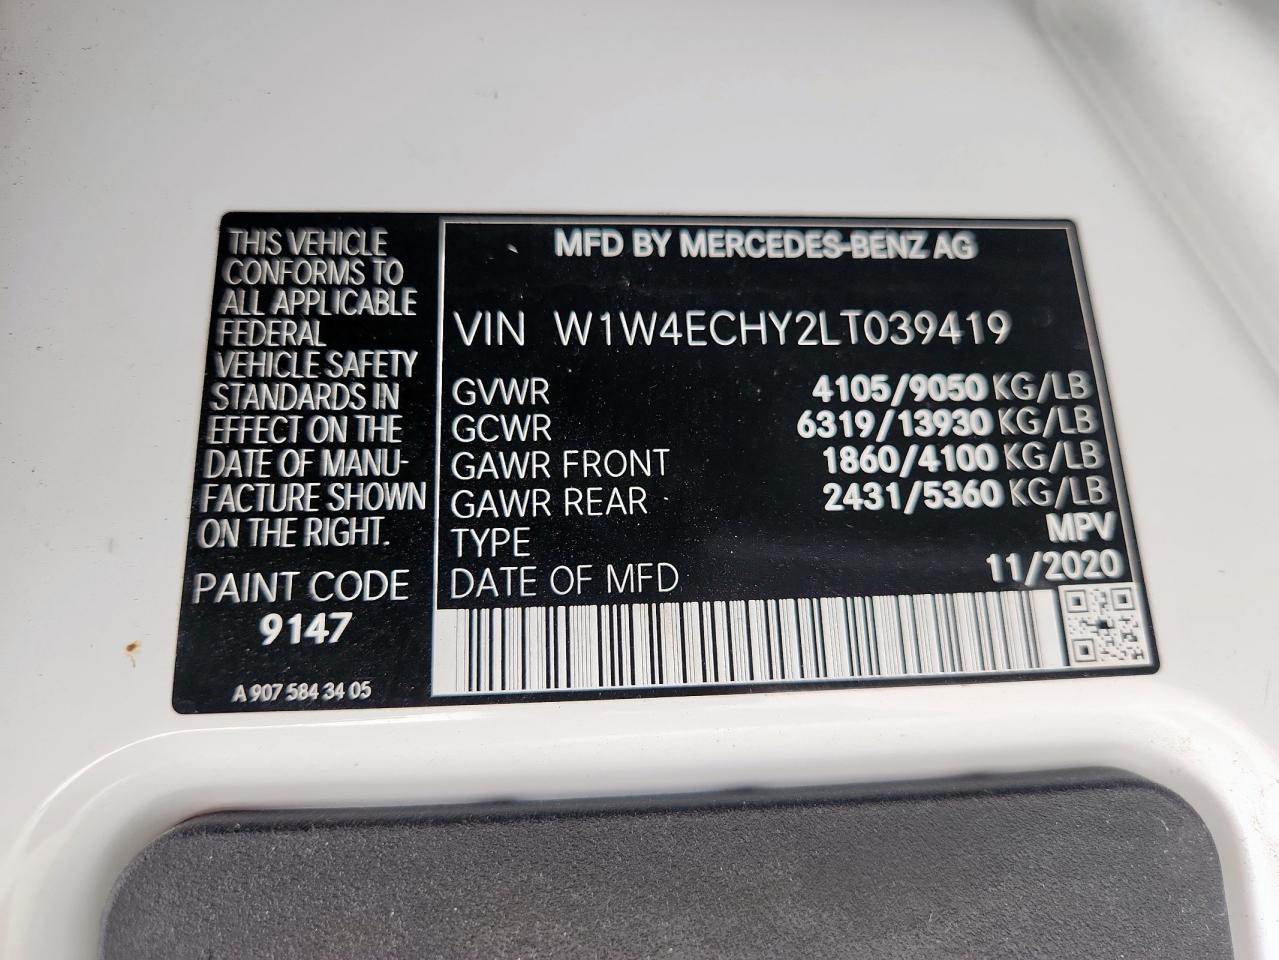 THIS VEHICLE
CONFORMS TO
ALL APPLICABLE
FEDERAL
VEHICLE SAFETY
STANDARDS IN
EFFECT ON THE
DATE OF MANU-
FACTURE SHOWN
ON THE RIGHT.
PAINT CODE
9147
A 907 584 34 05
MFD BY MERCEDES-BENZ AG
VIN W1W4ECHY2LT039419
GVWR 4105/9050 KG/LB
GCWR 6319/13930 KG/LB
GAWR FRONT 1860/4100 KG/LB
GAWR REAR 2431/5360 KG/LB
TYPE MPV
DATE OF MFD 11/2020